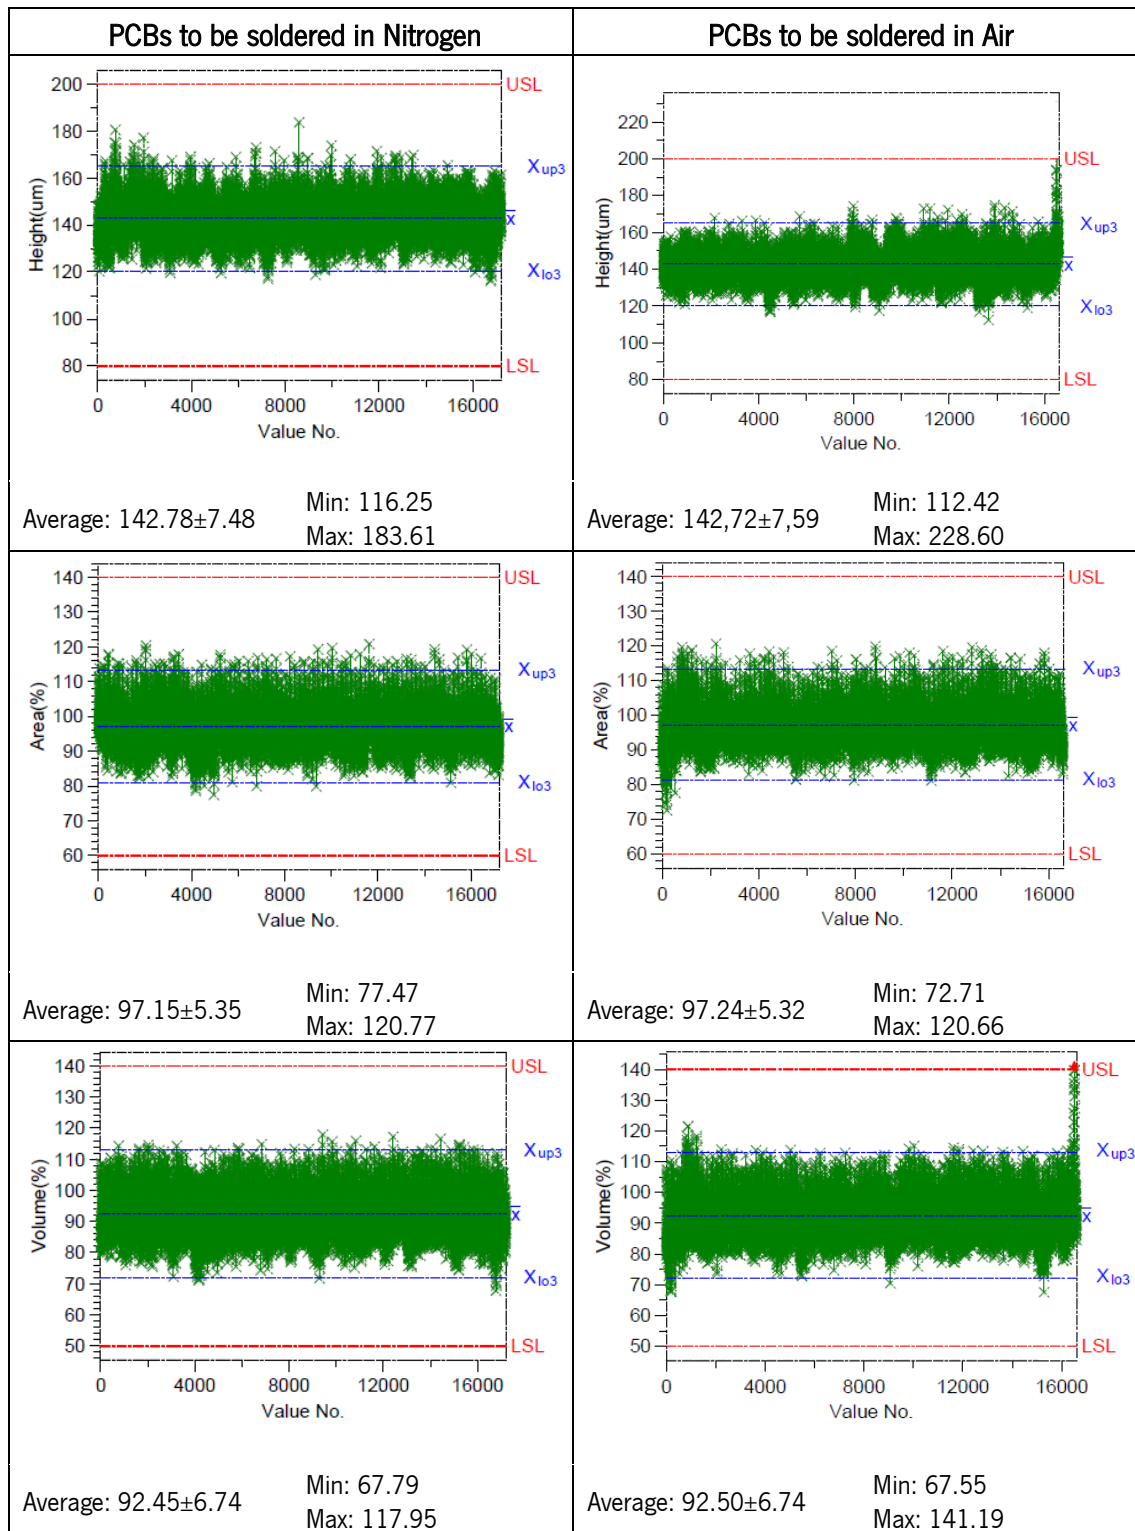 PCBs to be soldered in Nitrogen
PCBs to be soldered in Air
200
180
160
140
120
100
80
Height(um)
USL
Xup3
x
Xlo3
LSL
0 4000 8000 12000 16000
Value No.
220
200
180
160
140
120
100
80
Height(um)
USL
Xup3
x
Xlo3
LSL
0 4000 8000 12000 16000
Value No.
Average: 142.78±7.48
Min: 116.25
Max: 183.61
Average: 142,72±7,59
Min: 112.42
Max: 228.60
140
130
120
110
100
90
80
70
60
Area(%)
USL
Xup3
x
Xlo3
LSL
0 4000 8000 12000 16000
Value No.
140
130
120
110
100
90
80
70
60
Area(%)
USL
Xup3
x
Xlo3
LSL
0 4000 8000 12000 16000
Value No.
Average: 97.15±5.35
Min: 77.47
Max: 120.77
Average: 97.24±5.32
Min: 72.71
Max: 120.66
140
130
120
110
100
90
80
70
60
50
Volume(%)
USL
Xup3
x
Xlo3
LSL
0 4000 8000 12000 16000
Value No.
140
130
120
110
100
90
80
70
60
50
Volume(%)
USL
Xup3
x
Xlo3
LSL
0 4000 8000 12000 16000
Value No.
Average: 92.45±6.74
Min: 67.79
Max: 117.95
Average: 92.50±6.74
Min: 67.55
Max: 141.19